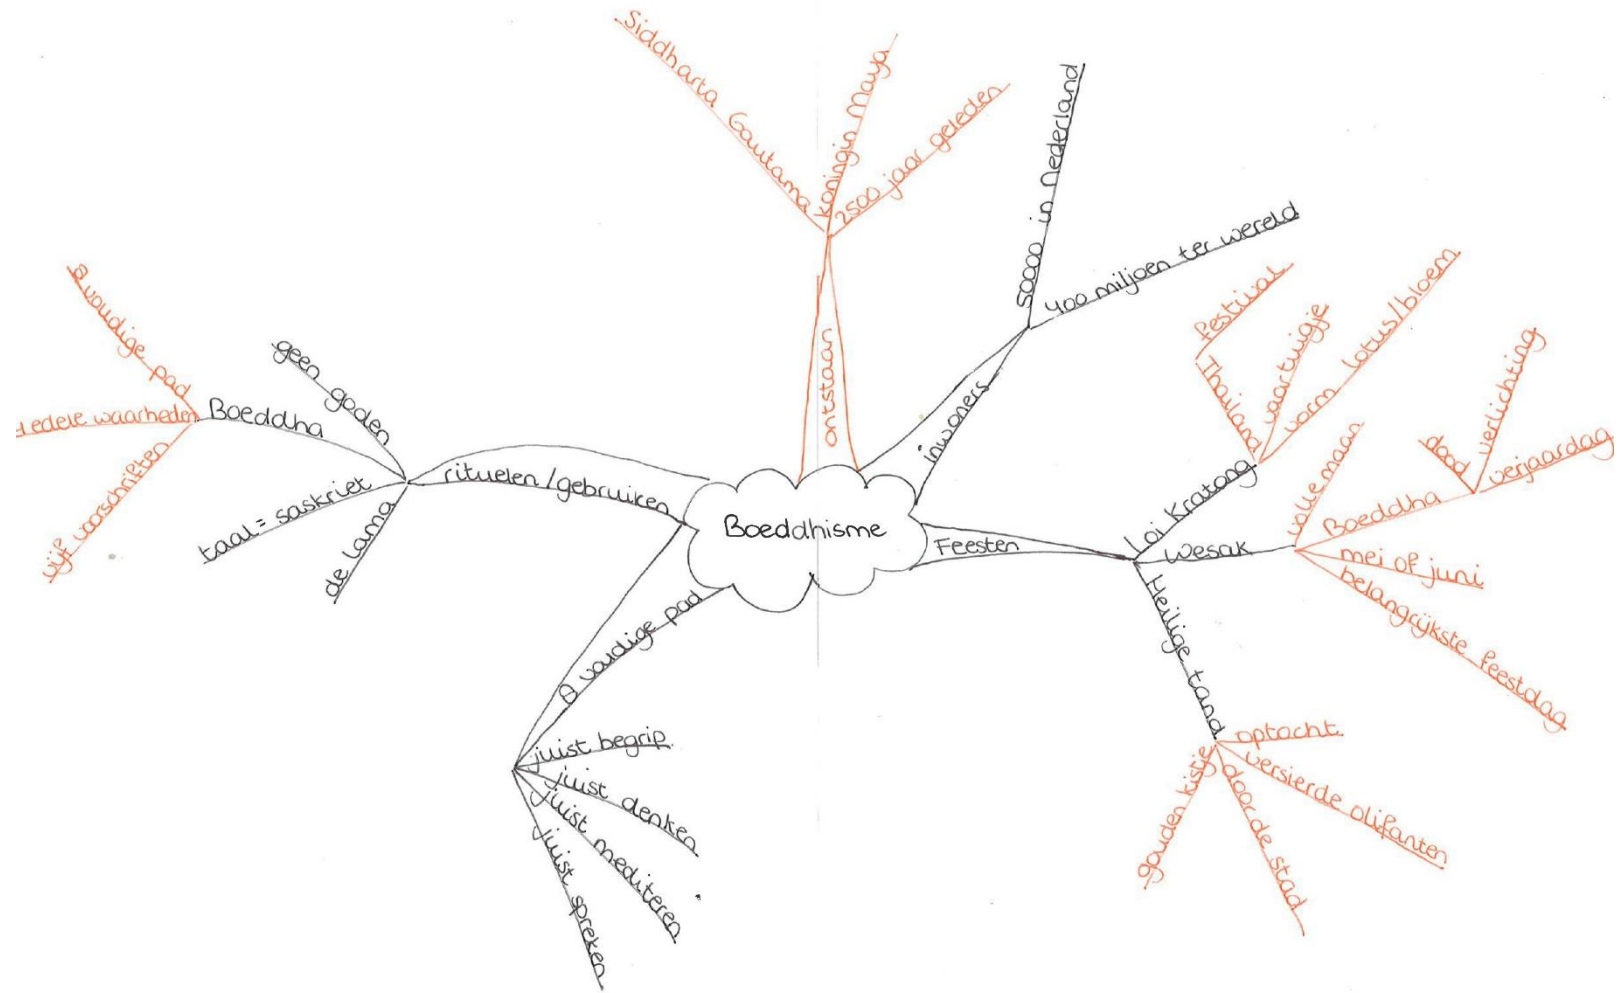 Boeddhisme
ontstaan
Siddharta Gautama
koningin Maya
2500 jaar geleden
inwoners
50000 in Nederland
400 miljoen ter wereld
Feesten
Loi Kratong
Thailand
festival
vaartuigje
vorm lotus/bloem
Wesak
volle maan
Boeddha
dood
verlichting
verjaardag
mei of juni
belangrijkste feestdag
Heilige tand
optocht
versierde olifanten
door de stad
gouden kistje
8 voudige pad
juist begrip
juist denken
juist mediteren
juist spreken
rituelen/gebruiken
geen goden
Boeddha
8 voudige pad
edele waarheden
vijf voorschriften
taal = saskriet
de lama